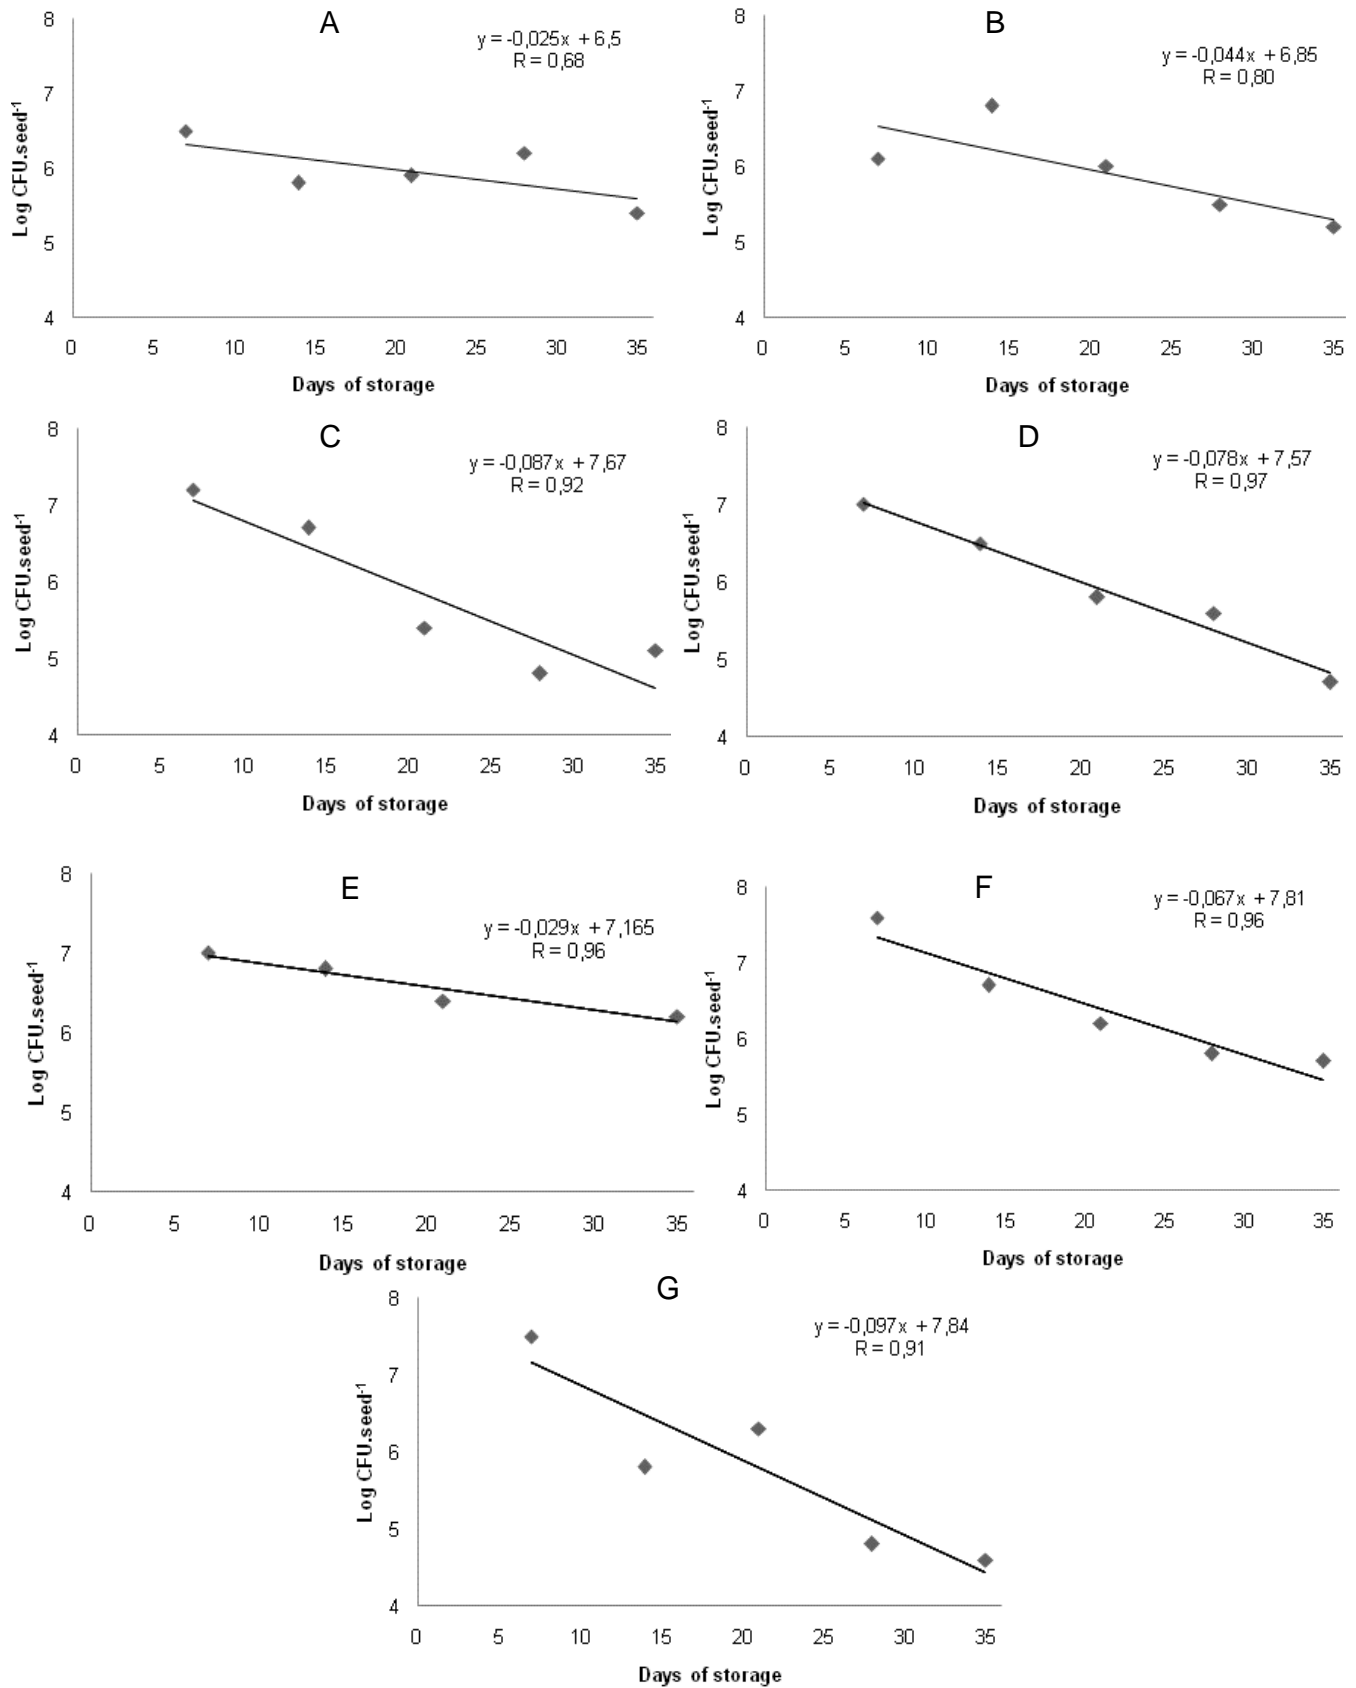 A
y = -0,025x + 6,5
R = 0,68
Log CFU.seed-1
8
7
6
5
4
0 5 10 15 20 25 30 35
Days of storage
B
y = -0,044x + 6,85
R = 0,80
Log CFU.seed-1
8
7
6
5
4
0 5 10 15 20 25 30 35
Days of storage
C
y = -0,087x + 7,67
R = 0,92
Log CFU.seed-1
8
7
6
5
4
0 5 10 15 20 25 30 35
Days of storage
D
y = -0,078x + 7,57
R = 0,97
Log CFU.seed-1
8
7
6
5
4
0 5 10 15 20 25 30 35
Days of storage
E
y = -0,029x + 7,165
R = 0,96
Log CFU.seed-1
8
7
6
5
4
0 5 10 15 20 25 30 35
Days of storage
F
y = -0,067x + 7,81
R = 0,96
Log CFU.seed-1
8
7
6
5
4
0 5 10 15 20 25 30 35
Days of storage
G
y = -0,097x + 7,84
R = 0,91
Log CFU.seed-1
8
7
6
5
4
0 5 10 15 20 25 30 35
Days of storage